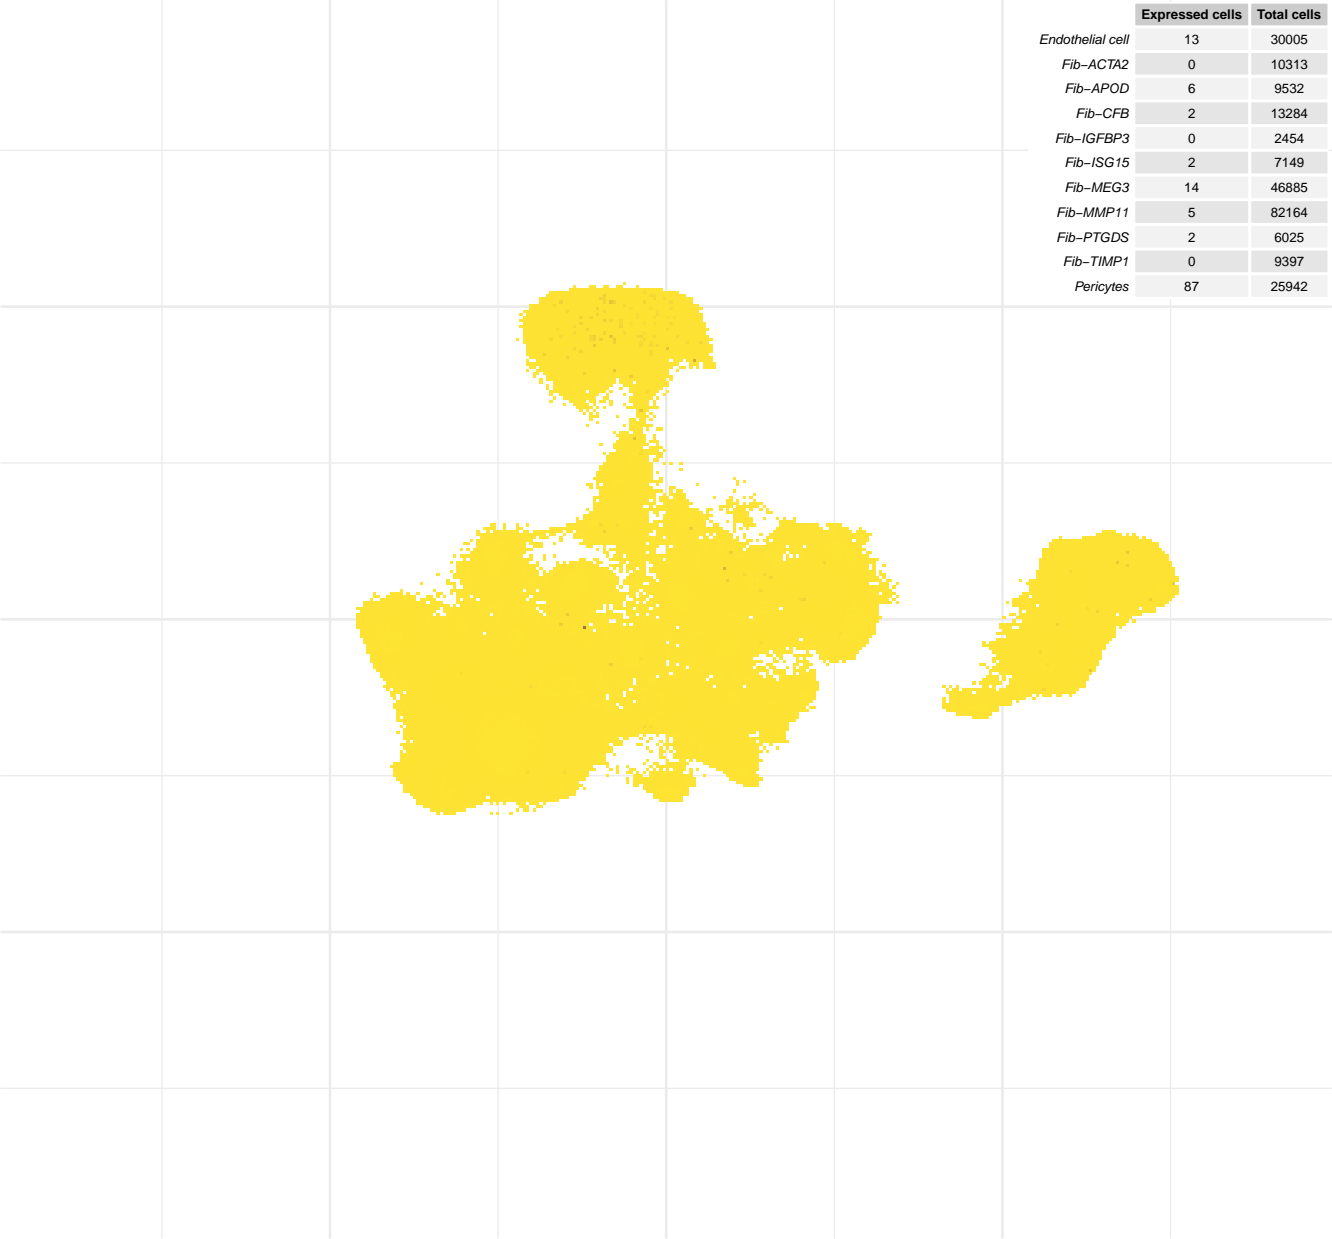 Expressed cells Total cells
Endothelial cell 13 30005
Fib−ACTA2 0 10313
Fib−APOD 6 9532
Fib−CFB 2 13284
Fib−IGFBP3 0 2454
Fib−ISG15 2 7149
Fib−MEG3 14 46885
Fib−MMP11 5 82164
Fib−PTGDS 2 6025
Fib−TIMP1 0 9397
Pericytes 87 25942